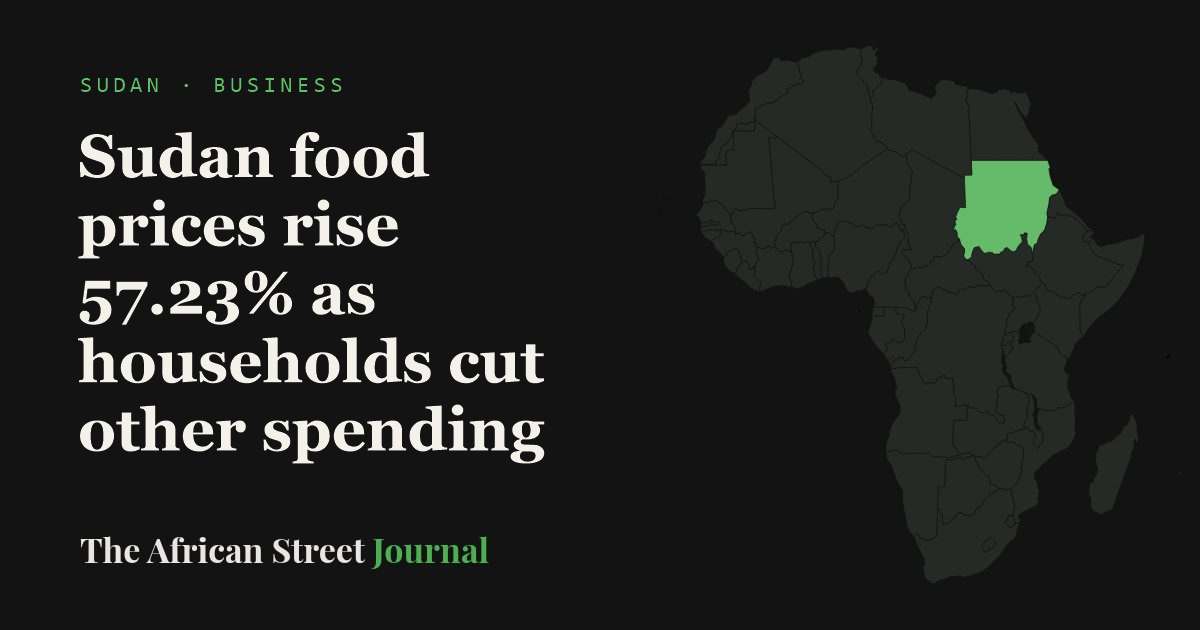 SUDAN · BUSINESS
Sudan food
prices rise
57.23% as
households cut
other spending
The African Street Journal